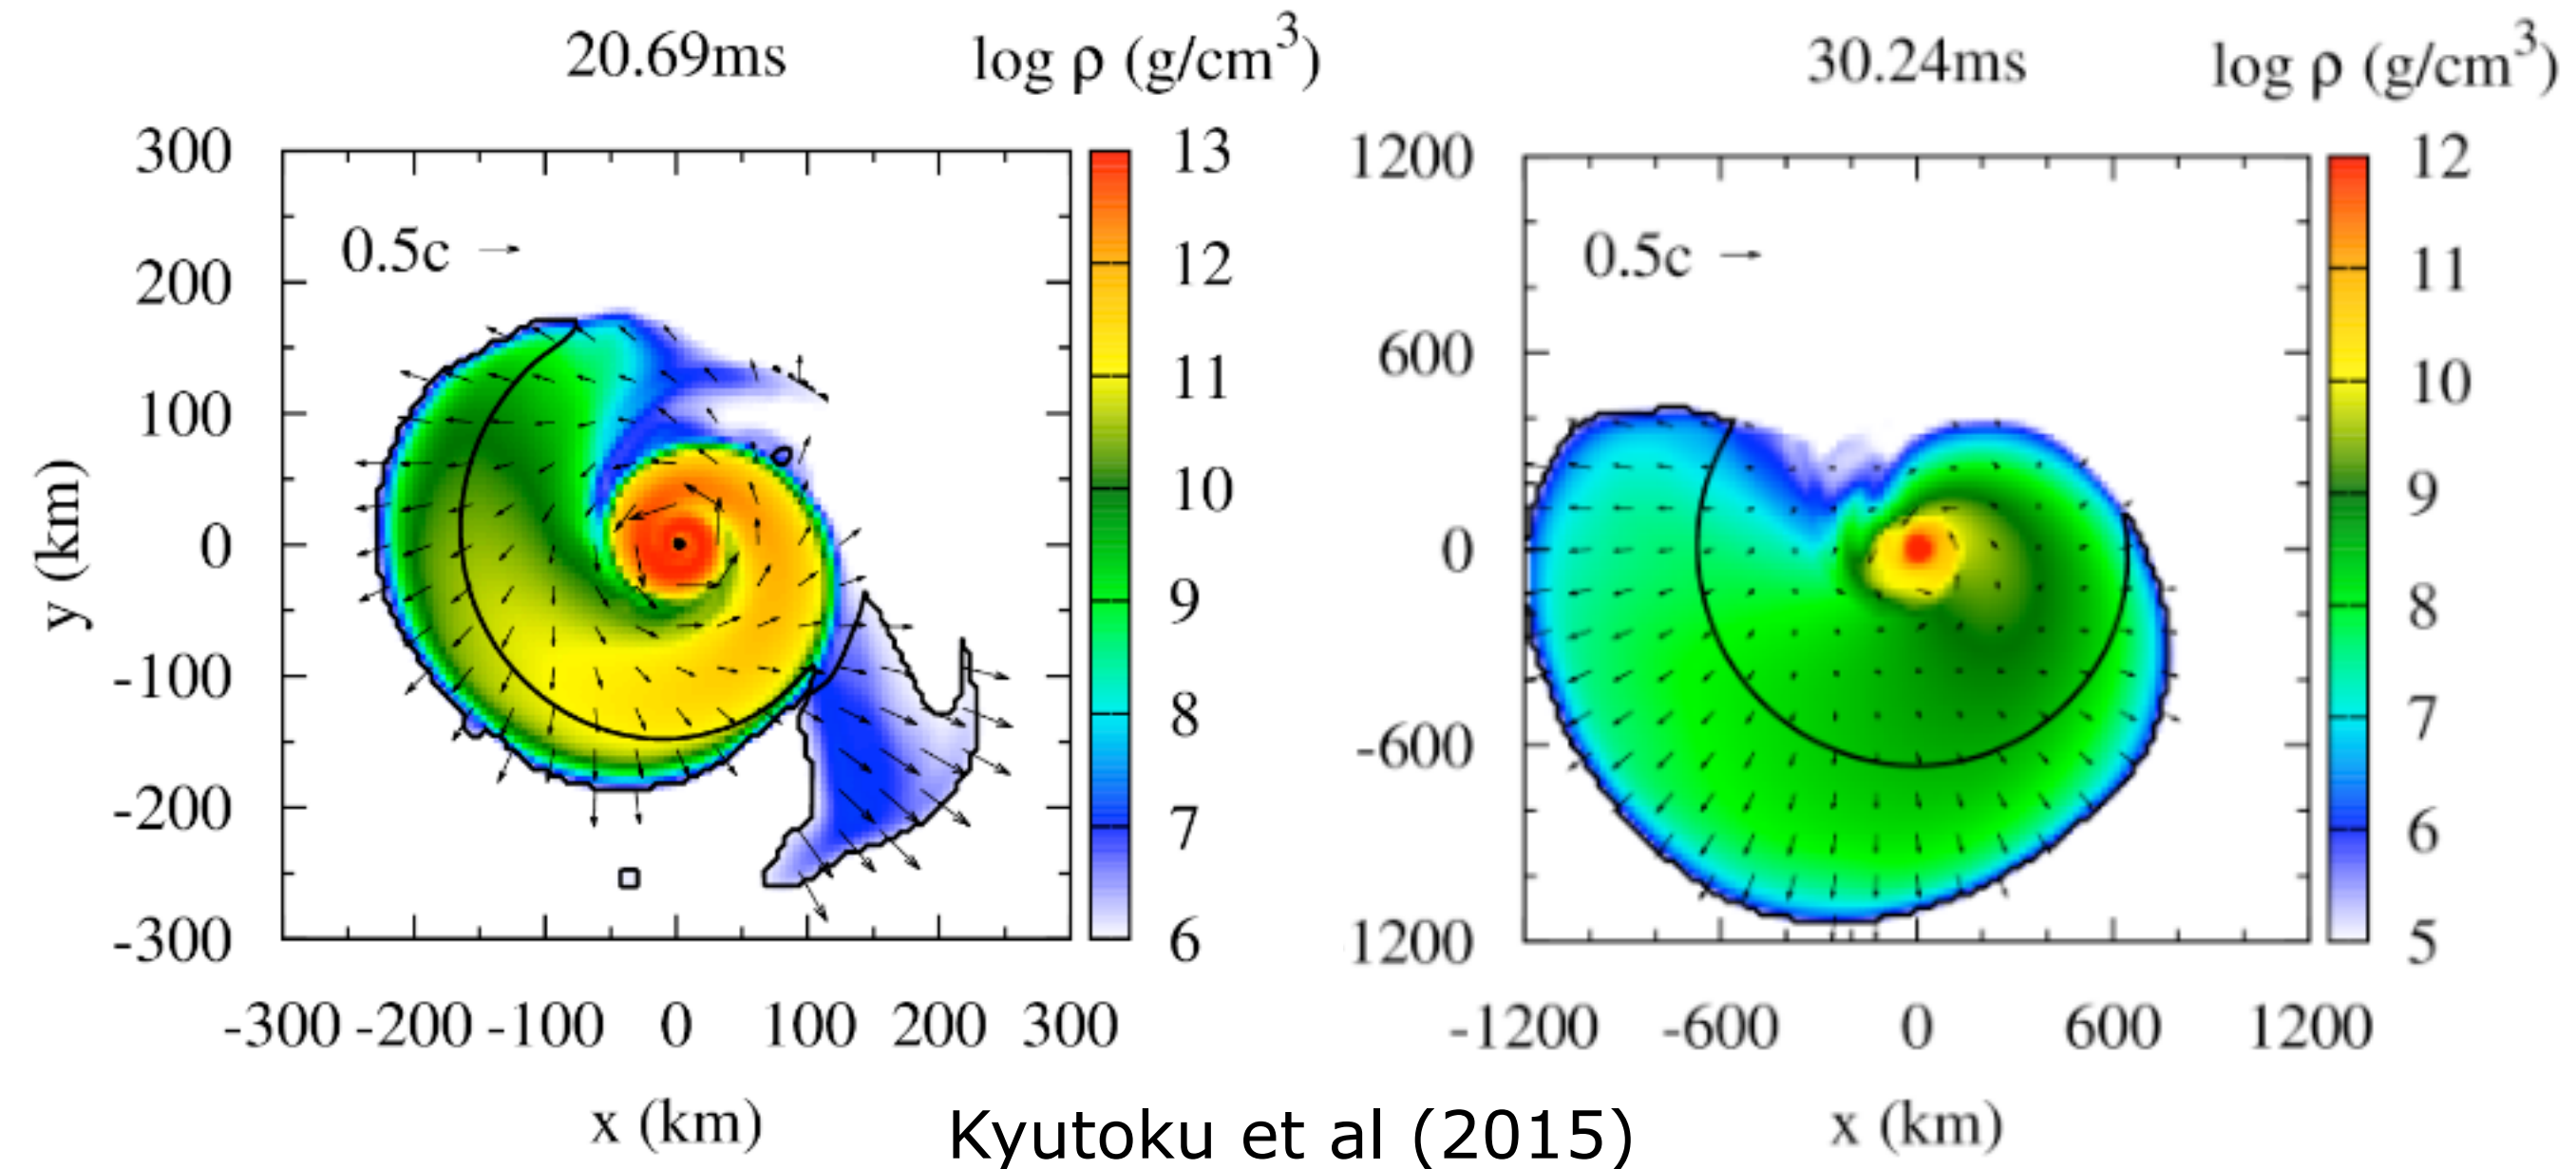 20.69ms
log ρ (g/cm³)
300
200
100
0
-100
-200
-300
y (km)
0.5c
13
12
11
10
9
8
7
6
-300 -200 -100 0 100 200 300
x (km)
30.24ms
log ρ (g/cm³)
1200
600
0
-600
1200
0.5c
12
11
10
9
8
7
6
5
-1200 -600 0 600 1200
x (km)
Kyutoku et al (2015)